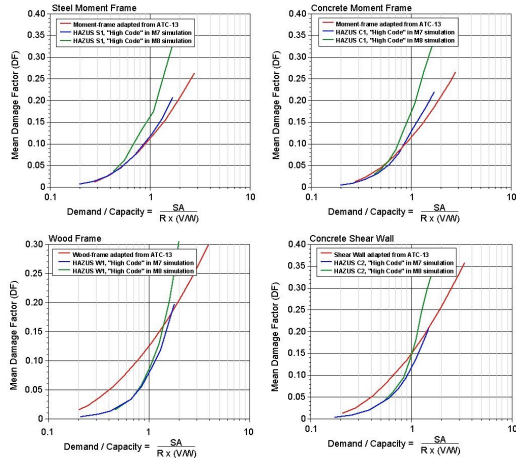 Steel Moment Frame
Moment-frame adapted from ATC-13
HAZUS S1, "High Code" in M7 simulation
HAZUS S1, "High Code" in M8 simulation
Mean Damage Factor (DF)
0.40
0.35
0.30
0.25
0.20
0.15
0.10
0.05
0
0.1
1
10
Demand / Capacity = SA
R x (V/W)
Concrete Moment Frame
Moment-frame adapted from ATC-13
HAZUS C1, "High Code" in M7 simulation
HAZUS C1, "High Code" in M8 simulation
Mean Damage Factor (DF)
0.40
0.35
0.30
0.25
0.20
0.15
0.10
0.05
0
0.1
1
10
Demand / Capacity = SA
R x (V/W)
Wood Frame
Wood-frame adapted from ATC-13
HAZUS W1, "High Code" in M7 simulation
HAZUS W1, "High Code" in M8 simulation
Mean Damage Factor (DF)
0.30
0.25
0.20
0.15
0.10
0.05
0
0.1
1
10
Demand / Capacity = SA
R x (V/W)
Concrete Shear Wall
Shear Wall adapted from ATC-13
HAZUS C2, "High Code" in M7 simulation
HAZUS C2, "High Code" in M8 simulation
Mean Damage Factor (DF)
0.40
0.35
0.30
0.25
0.20
0.15
0.10
0.05
0
0.1
1
10
Demand / Capacity = SA
R x (V/W)